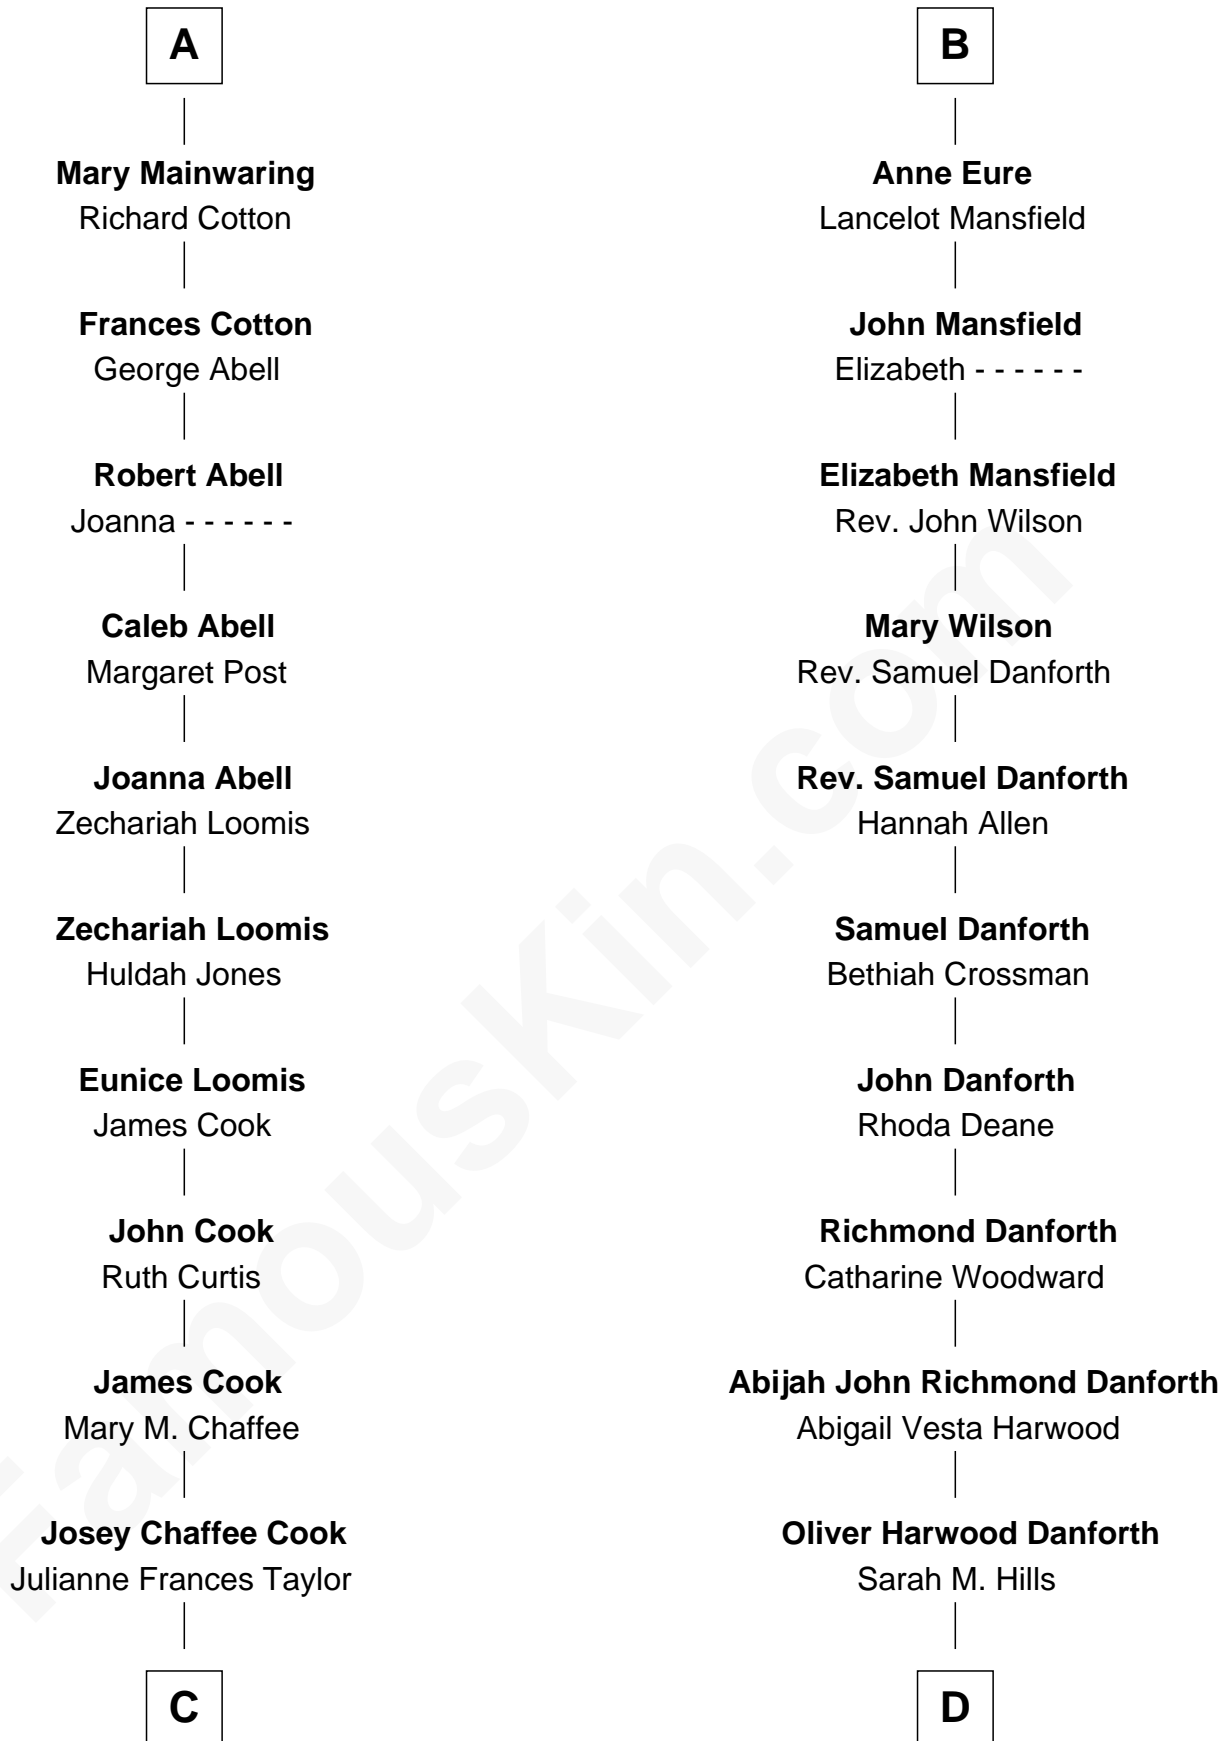 A
Mary Mainwaring
Richard Cotton
Frances Cotton
George Abell
Robert Abell
Joanna - - - - - -
Caleb Abell
Margaret Post
Joanna Abell
Zechariah Loomis
Zechariah Loomis
Huldah Jones
Eunice Loomis
James Cook
John Cook
Ruth Curtis
James Cook
Mary M. Chaffee
Josey Chaffee Cook
Julianne Frances Taylor
C
B
Anne Eure
Lancelot Mansfield
John Mansfield
Elizabeth - - - - - -
Elizabeth Mansfield
Rev. John Wilson
Mary Wilson
Rev. Samuel Danforth
Rev. Samuel Danforth
Hannah Allen
Samuel Danforth
Bethiah Crossman
John Danforth
Rhoda Deane
Richmond Danforth
Catharine Woodward
Abijah John Richmond Danforth
Abigail Vesta Harwood
Oliver Harwood Danforth
Sarah M. Hills
D
FamousKin.com